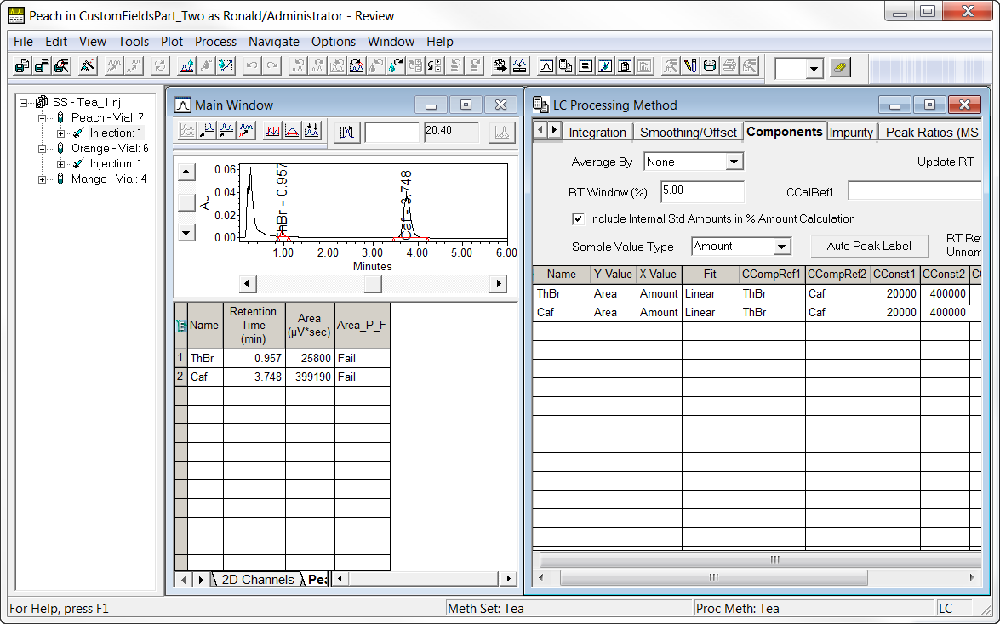 Peach in CustomFieldsPart_Two as Ronald/Administrator - Review
File Edit View Tools Plot Process Navigate Options Window Help
SS - Tea_1Inj
Peach - Vial: 7
Injection: 1
Orange - Vial: 6
Injection: 1
Mango - Vial: 4
Main Window
20.40
0.06
0.04
0.02
0.00
AU
ThBr - 0.957
Caf - 3.748
1.00 2.00 3.00 4.00 5.00 6.00
Minutes
Name Retention Time (min) Area (µV*sec) Area_P_F
1 ThBr 0.957 25800 Fail
2 Caf 3.748 399190 Fail
2D Channels Pea
LC Processing Method
Integration Smoothing/Offset Components Impurity Peak Ratios (MS
Average By None Update RT
RT Window (%) 5.00 CCalRef1
Include Internal Std Amounts in % Amount Calculation
Sample Value Type Amount Auto Peak Label RT Re
Unnam
Name Y Value X Value Fit CCompRef1 CCompRef2 CConst1 CConst2
ThBr Area Amount Linear ThBr Caf 20000 400000
Caf Area Amount Linear ThBr Caf 20000 400000
For Help, press F1 Meth Set: Tea Proc Meth: Tea LC